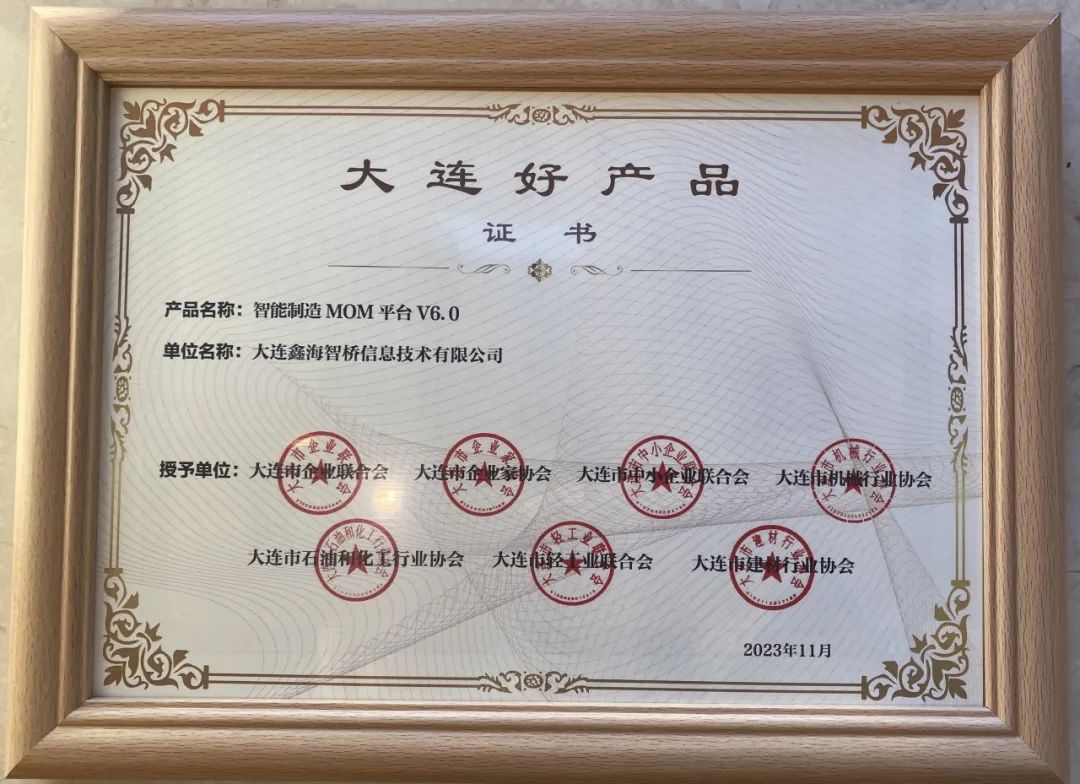 大连好产品
证书
产品名称：智能制造 MOM 平台 V6.0
单位名称：大连鑫海智桥信息技术有限公司
授予单位：大连市企业联合会 大连市企业家协会 大连市中小企业联合会 大连市机械行业协会
大连市石油和化工行业协会 大连市轻工业联合会 大连市建材行业协会
2023年11月